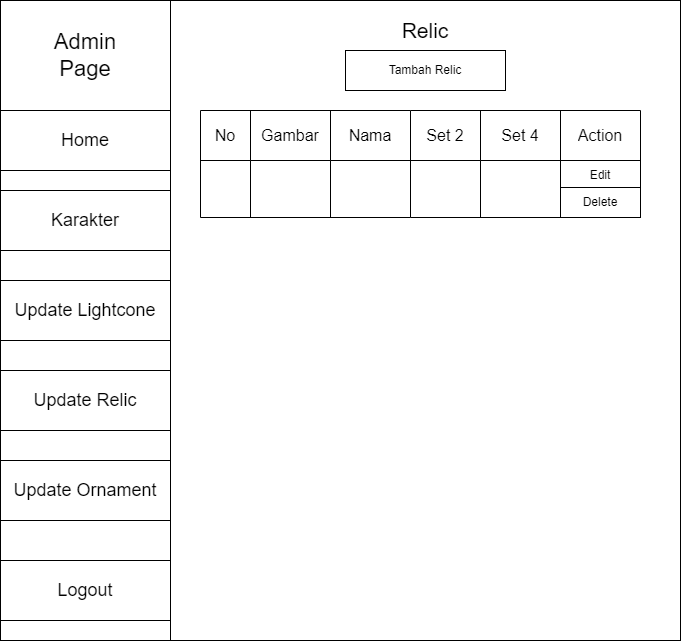 Admin
Page
Home
Karakter
Update Lightcone
Update Relic
Update Ornament
Logout
Relic
Tambah Relic
No Gambar Nama Set 2 Set 4 Action
Edit
Delete